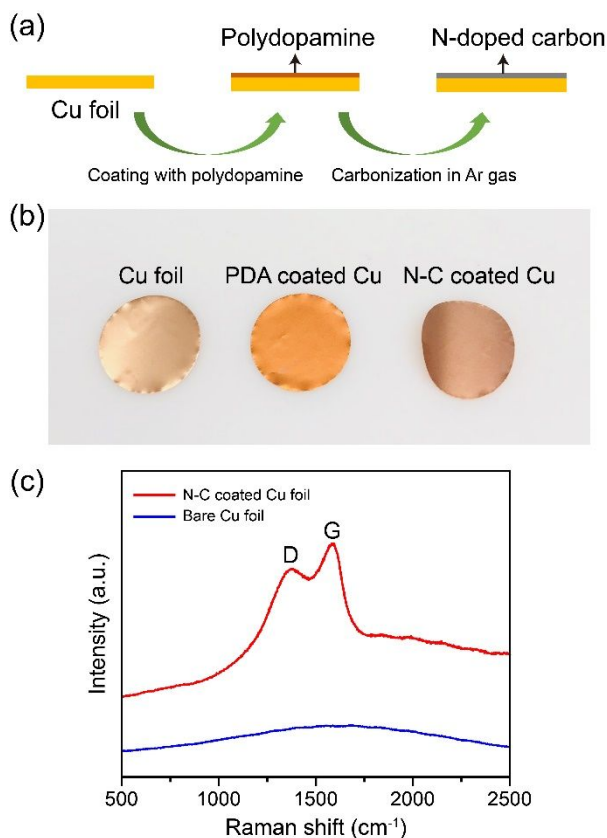 (a)
Polydopamine
N-doped carbon
Cu foil
Coating with polydopamine
Carbonization in Ar gas
(b)
Cu foil
PDA coated Cu
N-C coated Cu
(c)
N-C coated Cu foil
Bare Cu foil
D
G
Intensity (a.u.)
500
1000
1500
2000
2500
Raman shift (cm⁻¹)